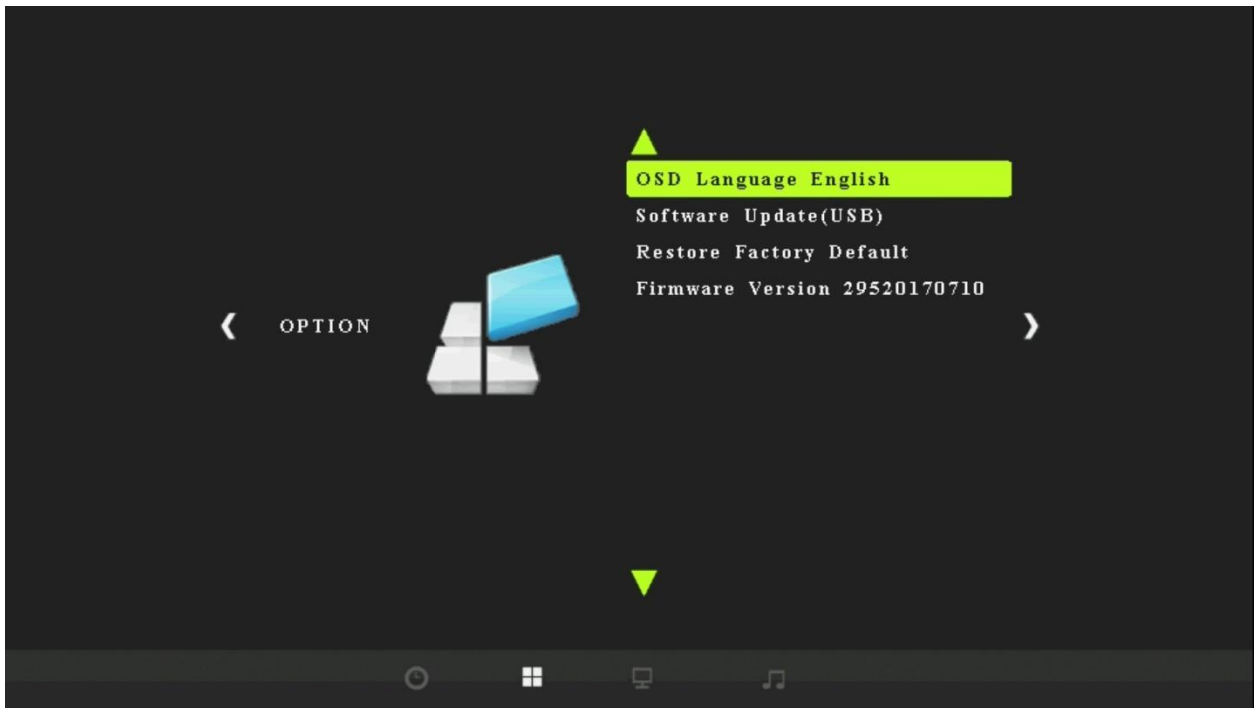 OSD Language English
Software Update(USB)
Restore Factory Default
Firmware Version 29520170710
OPTION